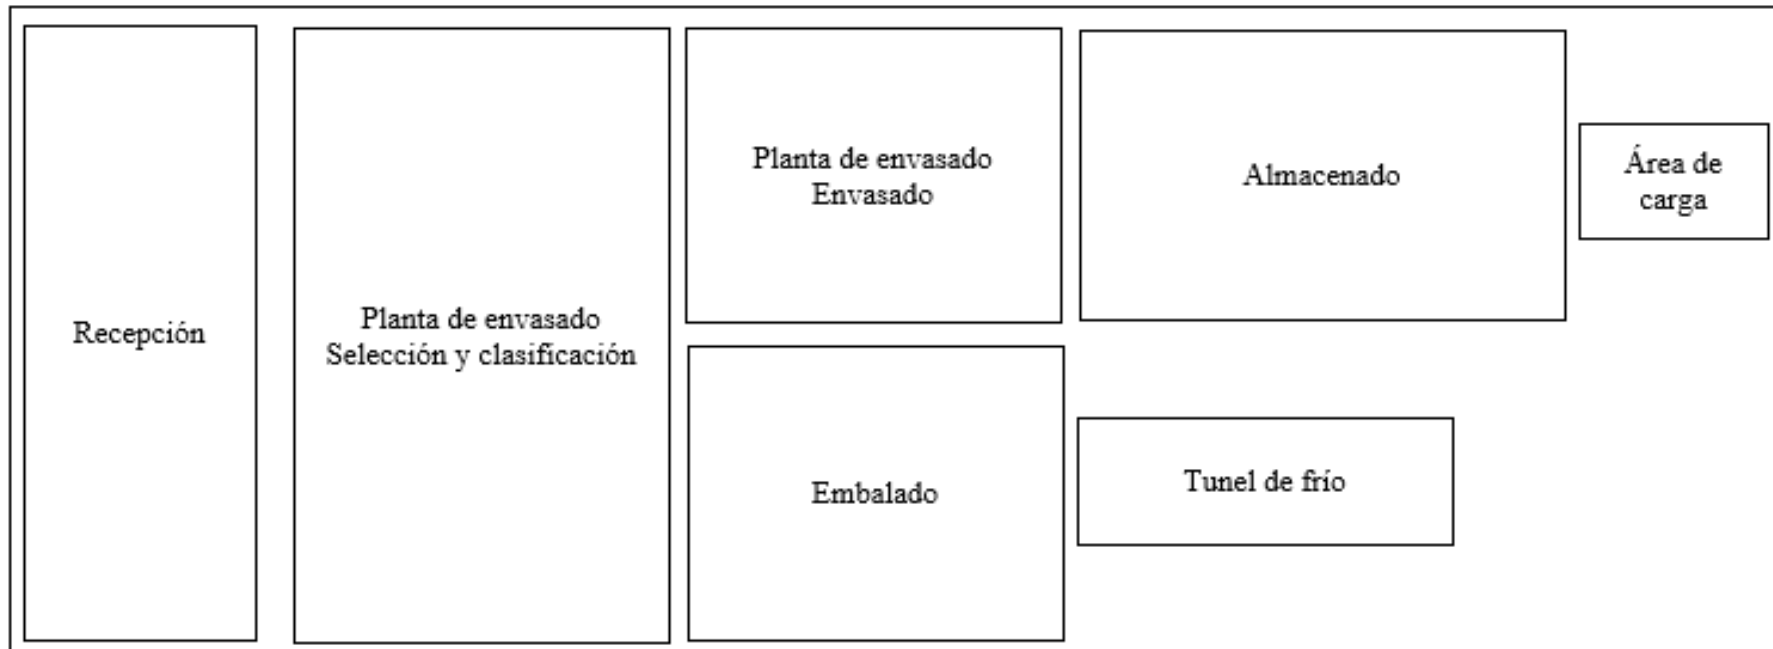 Recepción
Planta de envasado
Selección y clasificación
Planta de envasado
Envasado
Embalado
Almacenado
Tunel de frío
Área de
carga